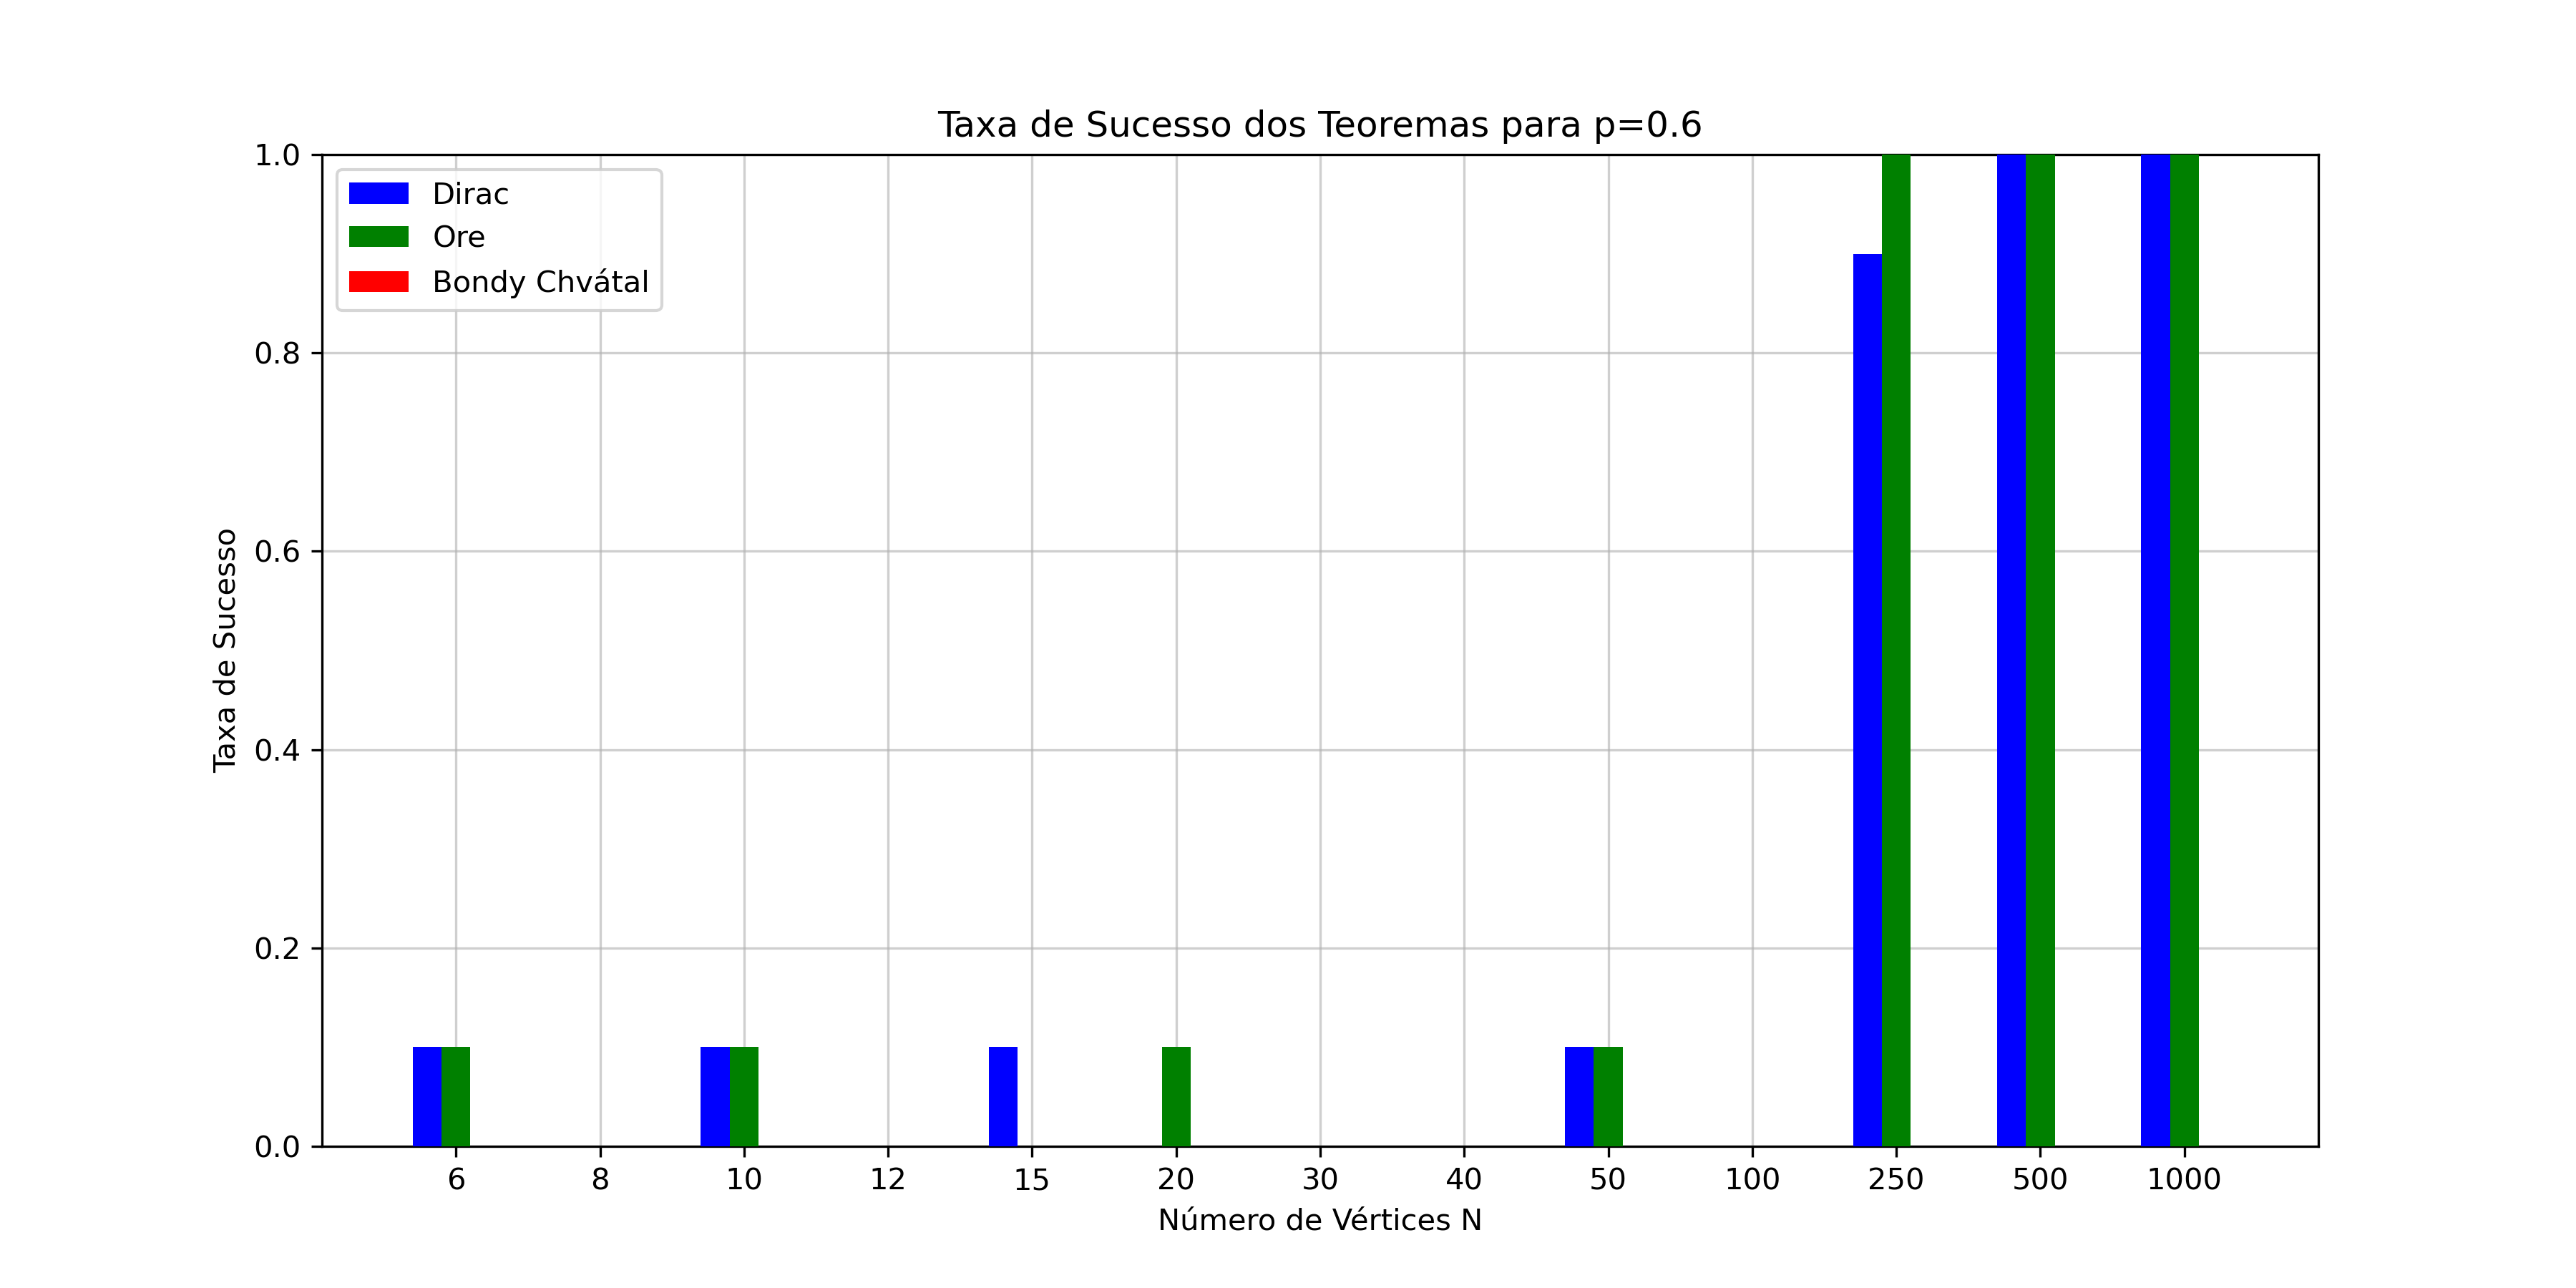 Taxa de Sucesso dos Teoremas para p=0.6
1.0
0.8
0.6
0.4
0.2
0.0
Taxa de Sucesso
Dirac
Ore
Bondy Chvátal
6 8 10 12 15 20 30 40 50 100 250 500 1000
Número de Vértices N